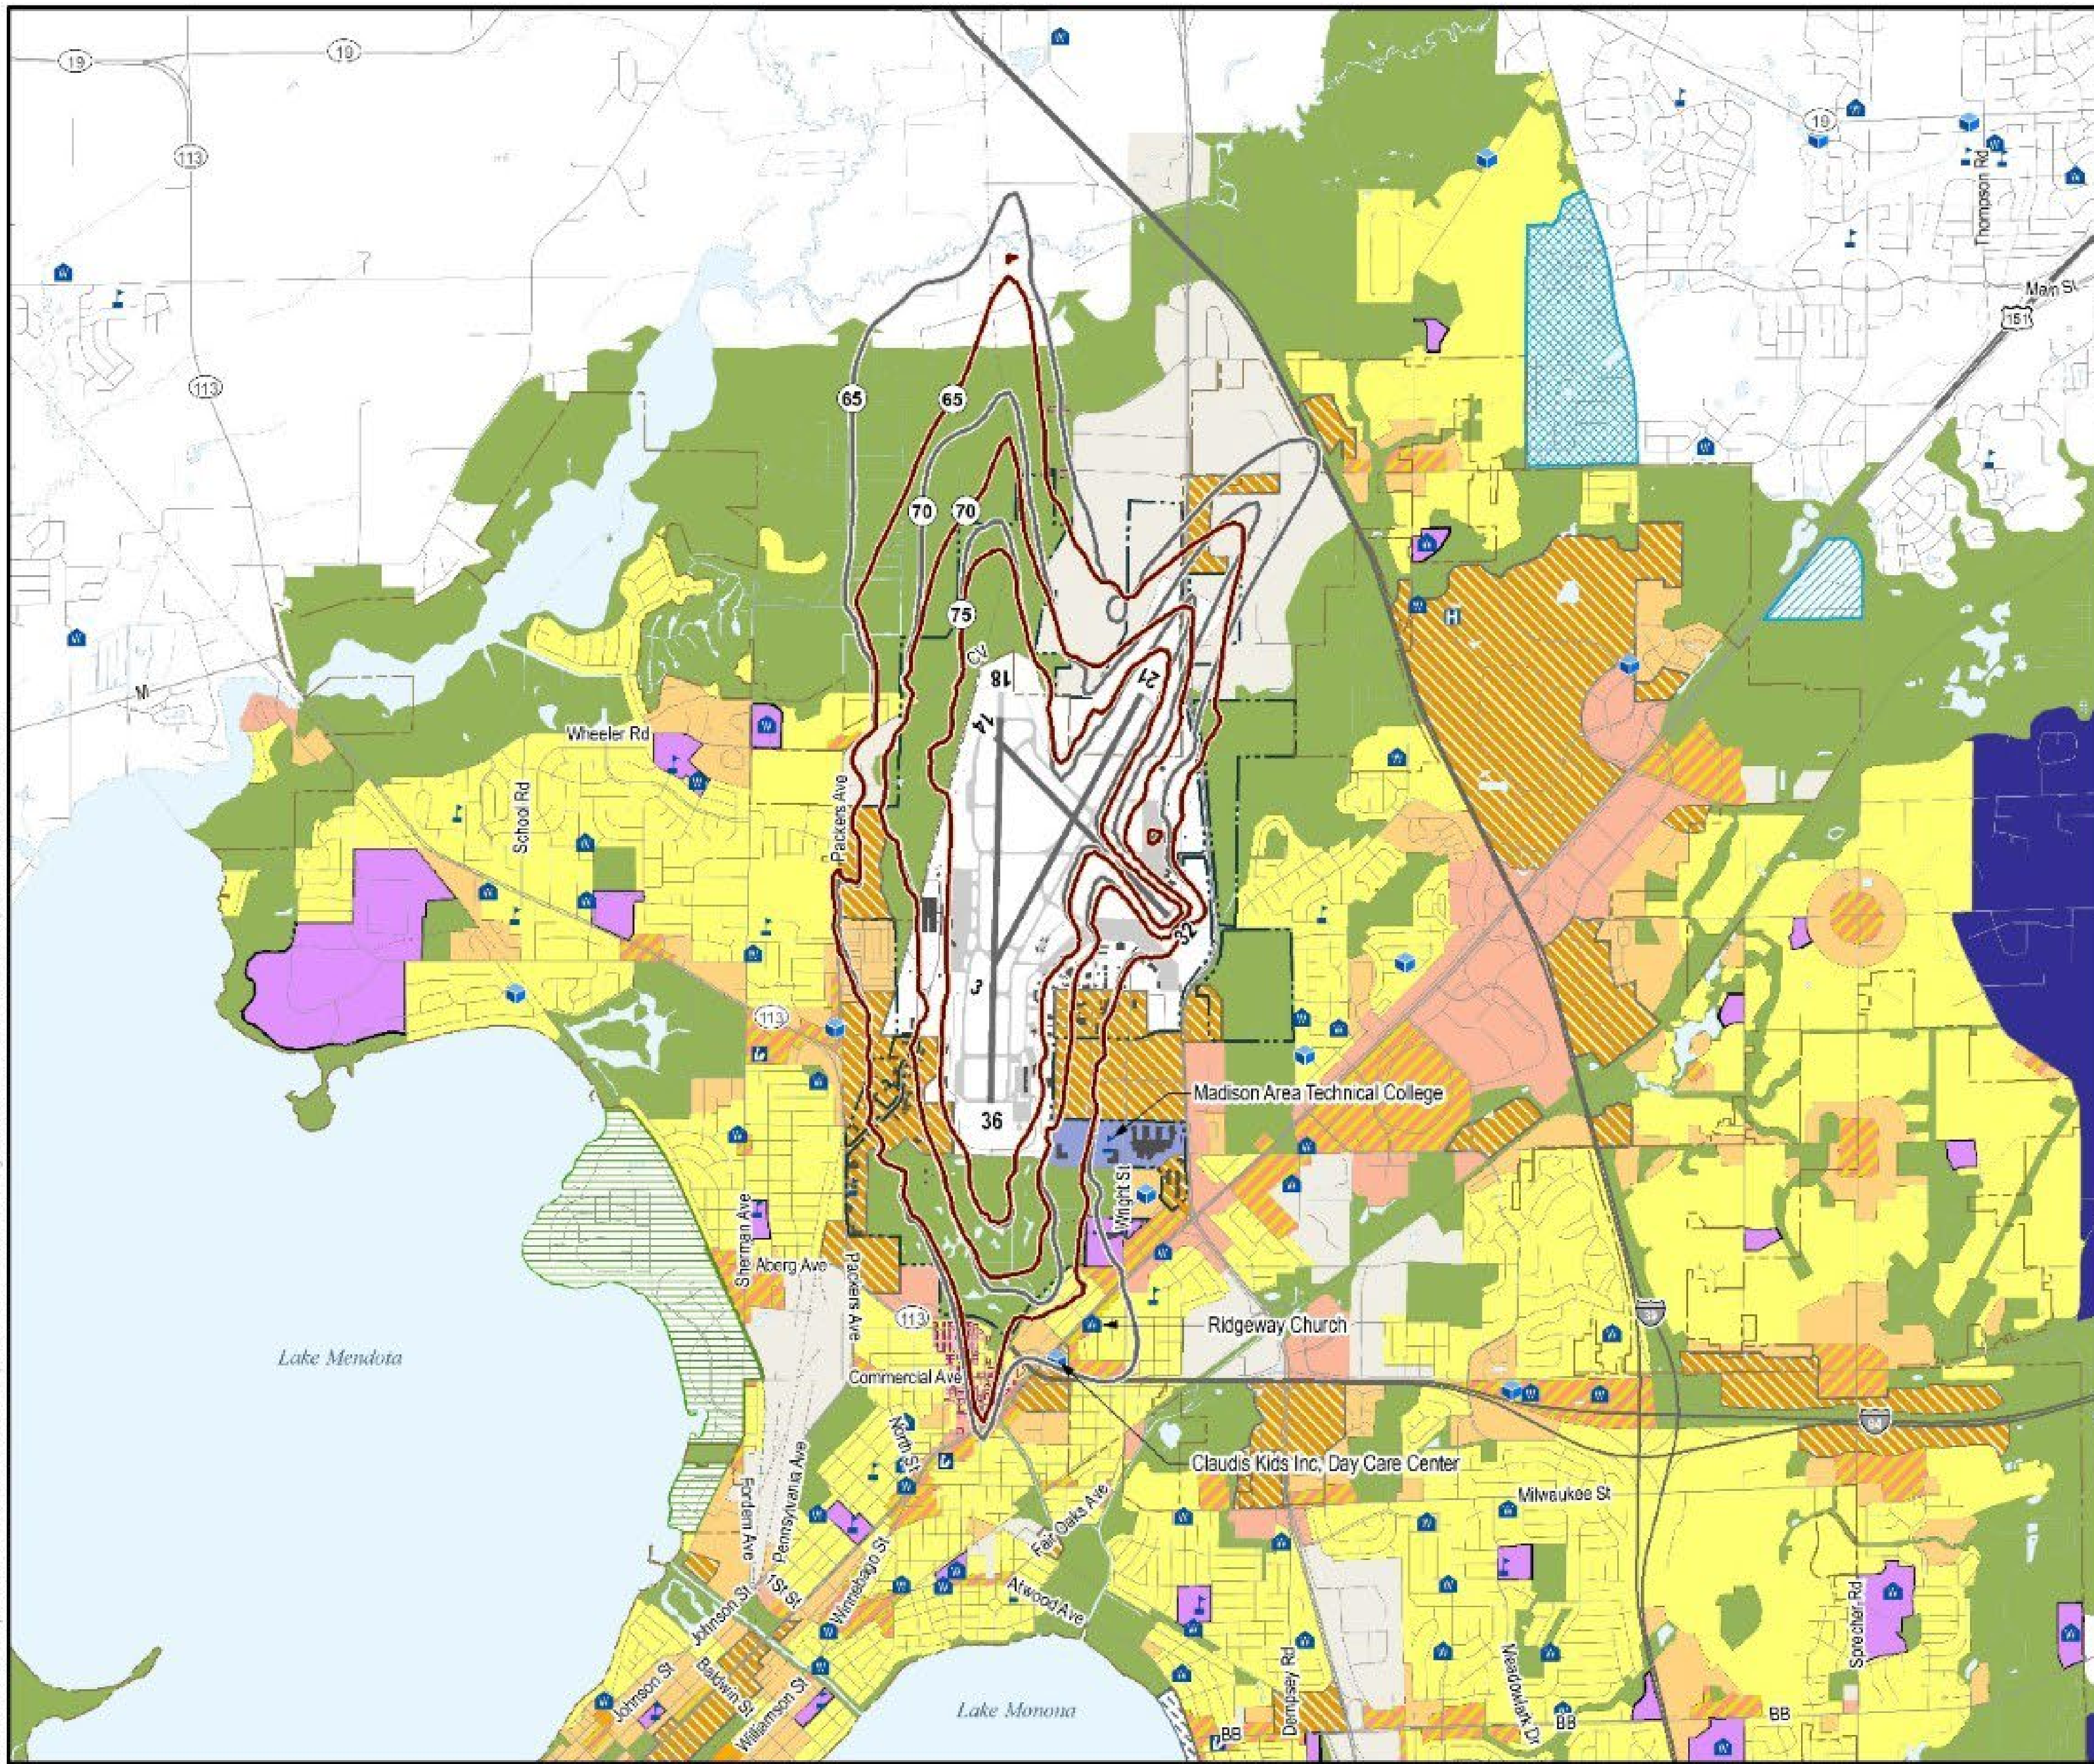 19
19
19
113
Thompson Rd
Main St
151
113
65
65
70
70
75
H
CV
M
18
21
14
Wheeler Rd
School Rd
Packers Ave
32
3
113
Madison Area Technical College
36
Wright St
Sherman Ave
Aberg Ave
Packers Ave
113
Ridgeway Church
Lake Mendota
Commercial Ave
94
North St
Claudis Kids Inc, Day Care Center
Fordem Ave
Pennsylvania Ave
Milwaukee St
Fair Oaks Ave
Winnebago St
1St St
Atwood Ave
Johnson St
Sprecher Rd
Johnson St
Baldwin St
Williamson St
Dempsey Rd
Meadowlark Dr
Lake Monona
BB
BB
BB